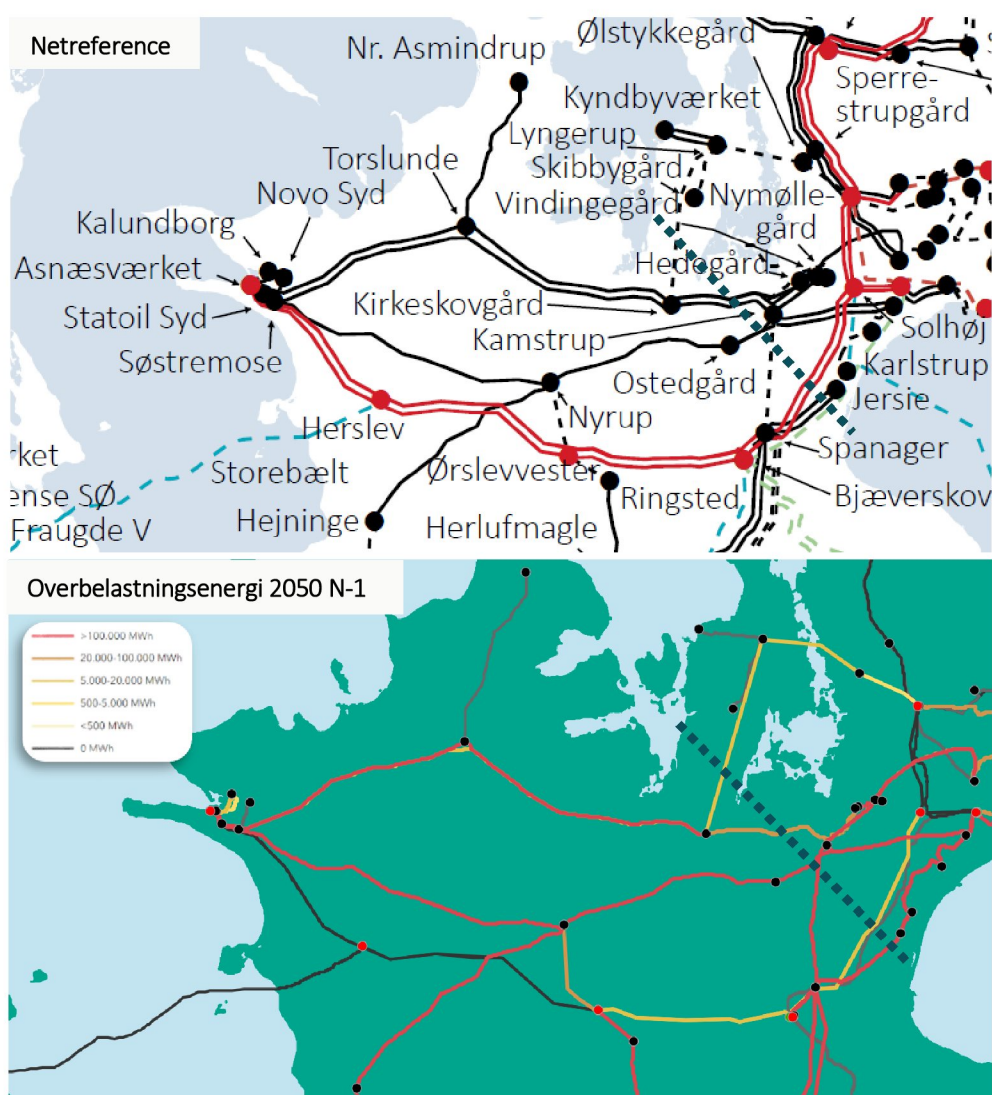 Netreference
Nr. Asmindrup
Ølstykkegård
Sperre-
strupgård
Kyndbyværket
Lyngerup
Skibbygård
Vindingegård
Torslunde
Novo Syd
Kalundborg
Nymølle-
gård
Asnæsværket
Hedegård
Kirkeskovgård
Statoil Syd
Kamstrup
Solhøj
Søstremose
Karlstrup
Ostedgård
Jersie
Nyrup
Herslev
Spanager
rket
Storebælt
Ørslevvester
Ringsted
Bjæverskov
ense SØ
Fraugde V
Hejninge
Herlufmagle
Overbelastningsenergi 2050 N-1
>100.000 MWh
20.000-100.000 MWh
5.000-20.000 MWh
500-5.000 MWh
<500 MWh
0 MWh